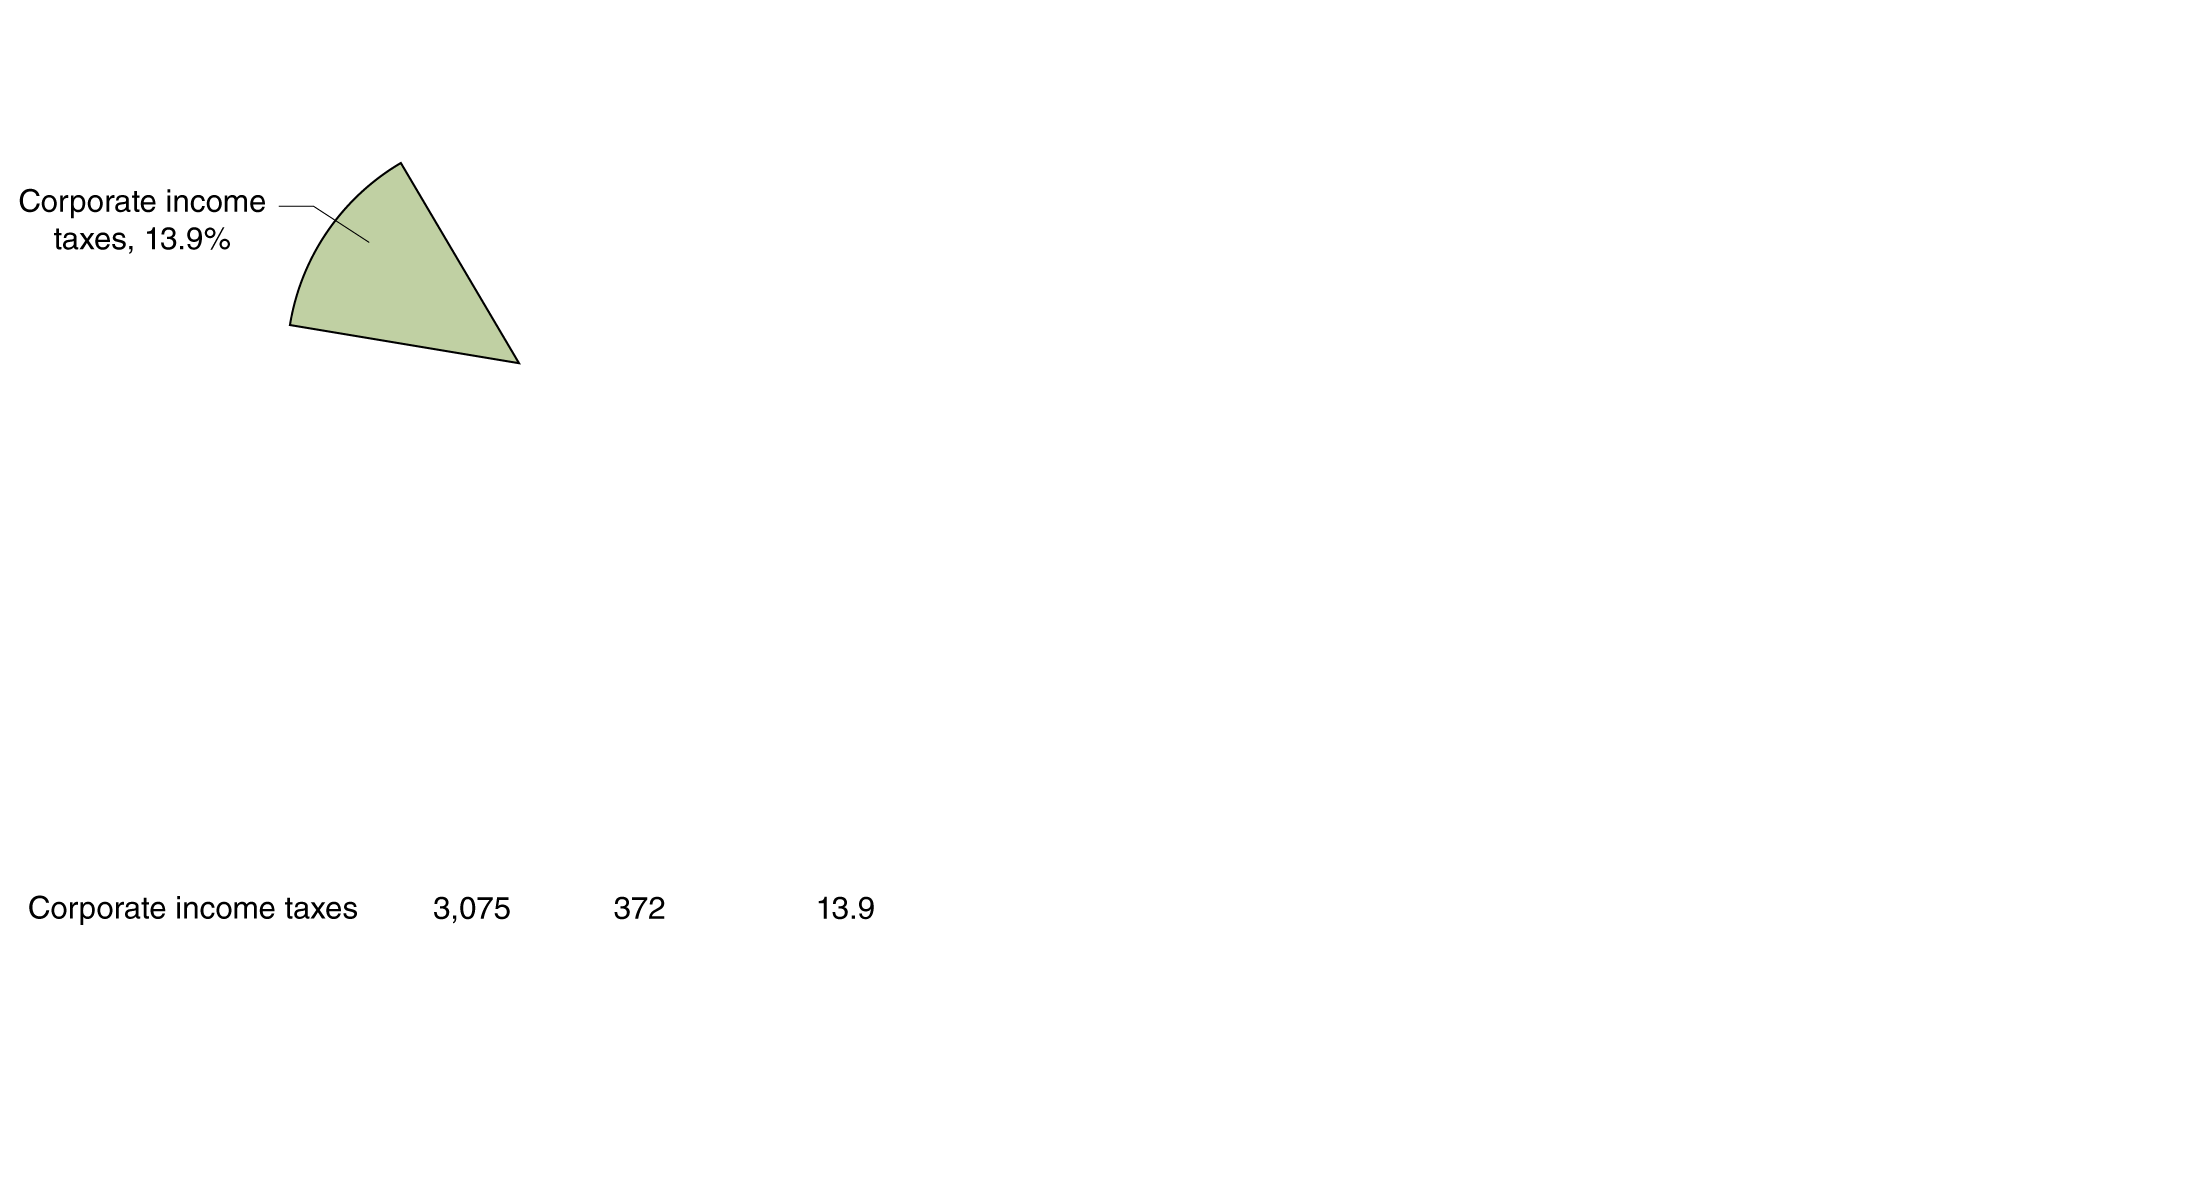 Corporate income
taxes, 13.9%
Corporate income taxes 3,075 372 13.9